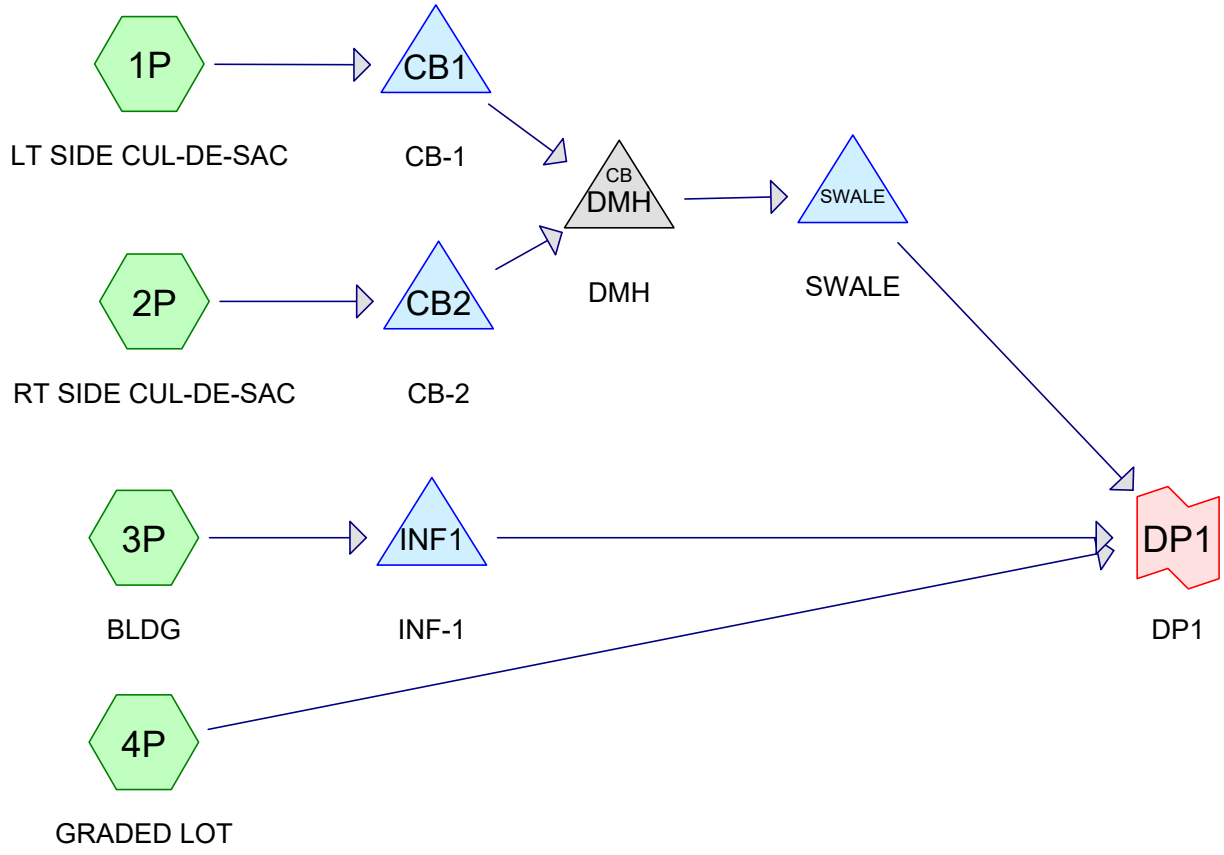 1P
LT SIDE CUL-DE-SAC
CB1
CB-1
CB
DMH
DMH
SWALE
SWALE
2P
RT SIDE CUL-DE-SAC
CB2
CB-2
3P
BLDG
INF1
INF-1
DP1
DP1
4P
GRADED LOT